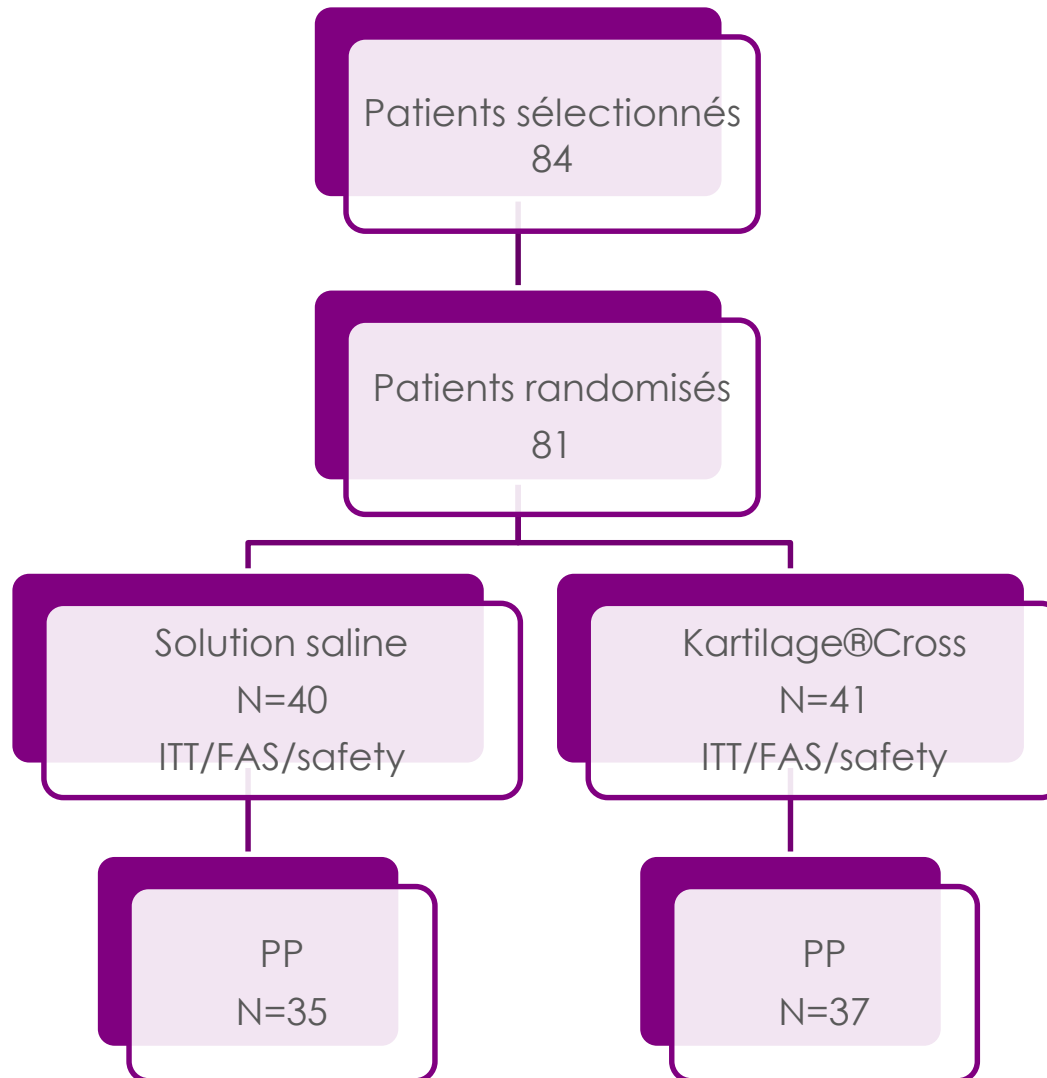 Patients sélectionnés
84
Patients randomisés
81
Solution saline
N=40
ITT/FAS/safety
Kartilage®Cross
N=41
ITT/FAS/safety
PP
N=35
PP
N=37